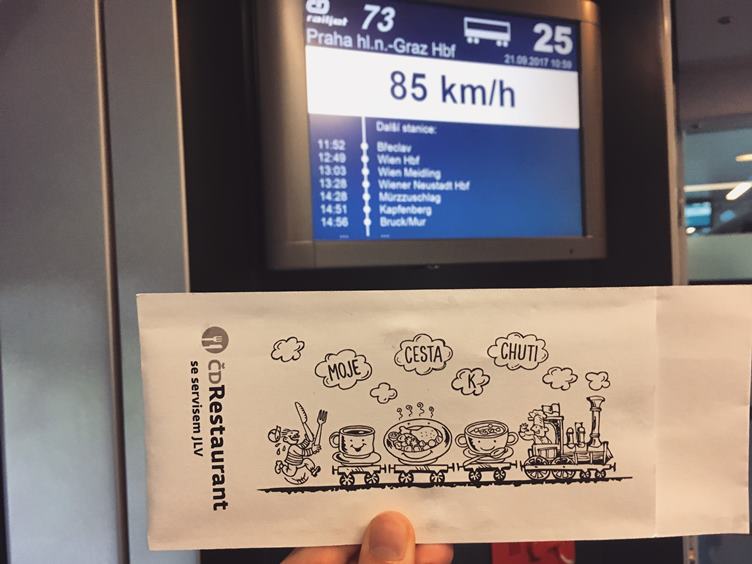 ČD
railjet 73
25
Praha hl.n.-Graz Hbf
21.09.2017 10:59
85 km/h
Další stanice:
11:52 Břeclav
12:49 Wien Hbf
13:03 Wien Meidling
13:28 Wiener Neustadt Hbf
14:28 Mürzzuschlag
14:51 Kapfenberg
14:56 Bruck/Mur
... ...
MOJE CESTA K CHUTI
ČDRestaurant
se servisem JLV